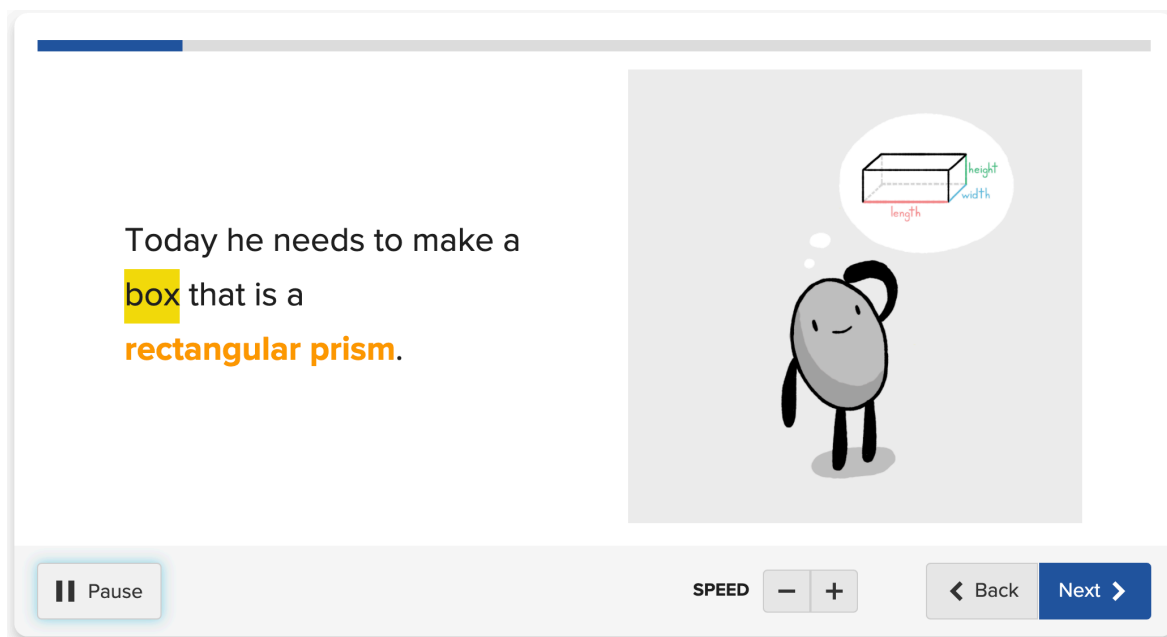 Today he needs to make a
box that is a
rectangular prism.
height
width
length
Pause
SPEED
Back
Next